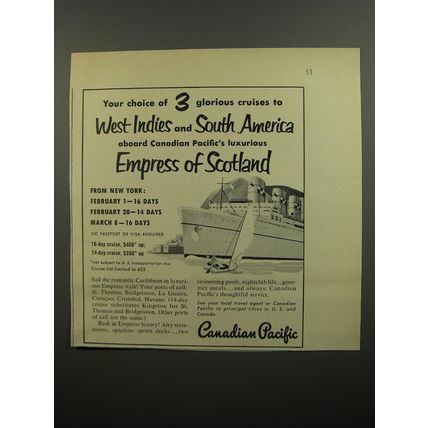 51
Your choice of 3 glorious cruises to
West Indies and South America
aboard Canadian Pacific's luxurious
Empress of Scotland
FROM NEW YORK:
FEBRUARY 1—16 DAYS
FEBRUARY 20—14 DAYS
MARCH 8—16 DAYS
NO PASSPORT OR VISA REQUIRED
16-day cruise, $400* up;
14-day cruise, $350* up
*not subject to U. S. transportation tax
Cruise list limited to 425
Sail the romantic Caribbean in luxuri-
ous Empress style! Your ports of call:
St. Thomas, Bridgetown, La Guaira,
Curaçao, Cristobal, Havana. (14-day
cruise substitutes Kingston for St.
Thomas and Bridgetown. Other ports
of call are the same.)
Bask in Empress luxury! Airy state-
rooms, spacious sports decks...two
swimming pools, nightclub life...gour-
met meals...and always, Canadian
Pacific's thoughtful service.
See your local travel agent or Canadian
Pacific in principal cities in U. S. and
Canada.
Canadian Pacific